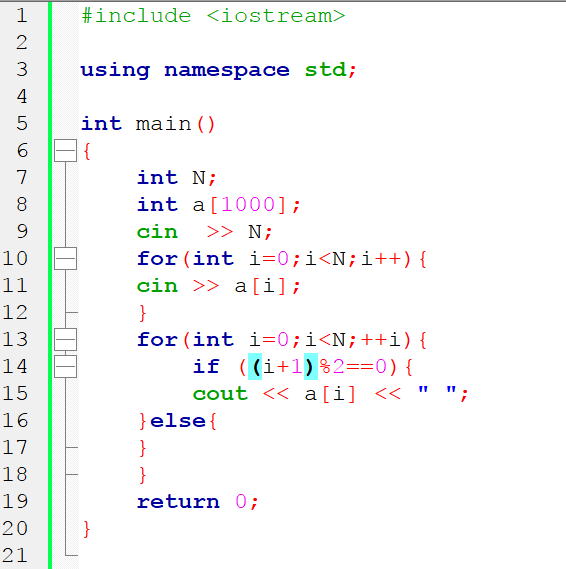 1 #include <iostream>
2
3 using namespace std;
4
5 int main()
6 {
7 int N;
8 int a[1000];
9 cin  >> N;
10 for(int i=0;i<N;i++){
11 cin >> a[i];
12 }
13 for(int i=0;i<N;++i){
14 if ((i+1)%2==0){
15 cout << a[i] << " ";
16 }else{
17 }
18 }
19 return 0;
20 }
21